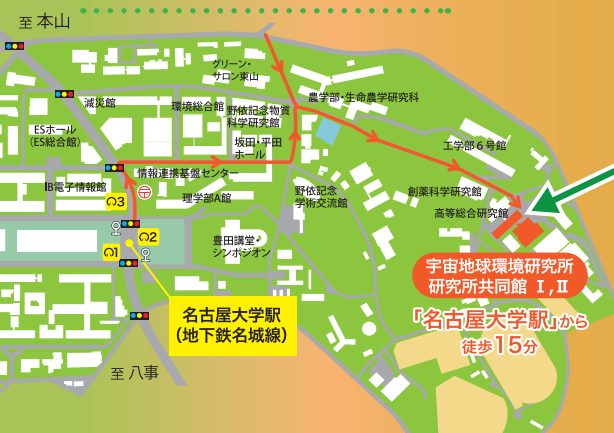 至 本山
グリーン・
サロン東山
減災館
環境総合館
野依記念物質
科学研究館
農学部・生命農学研究科
ESホール
(ES総合館)
坂田・平田
ホール
工学部6号館
情報連携基盤センター
IB電子情報館
3
理学部A館
野依記念
学術交流館
創薬科学研究館
高等総合研究館
2
1
豊田講堂・
シンポジオン
宇宙地球環境研究所
研究所共同館 Ⅰ,Ⅱ
名古屋大学駅
(地下鉄名城線)
「名古屋大学駅」から
徒歩15分
至 八事